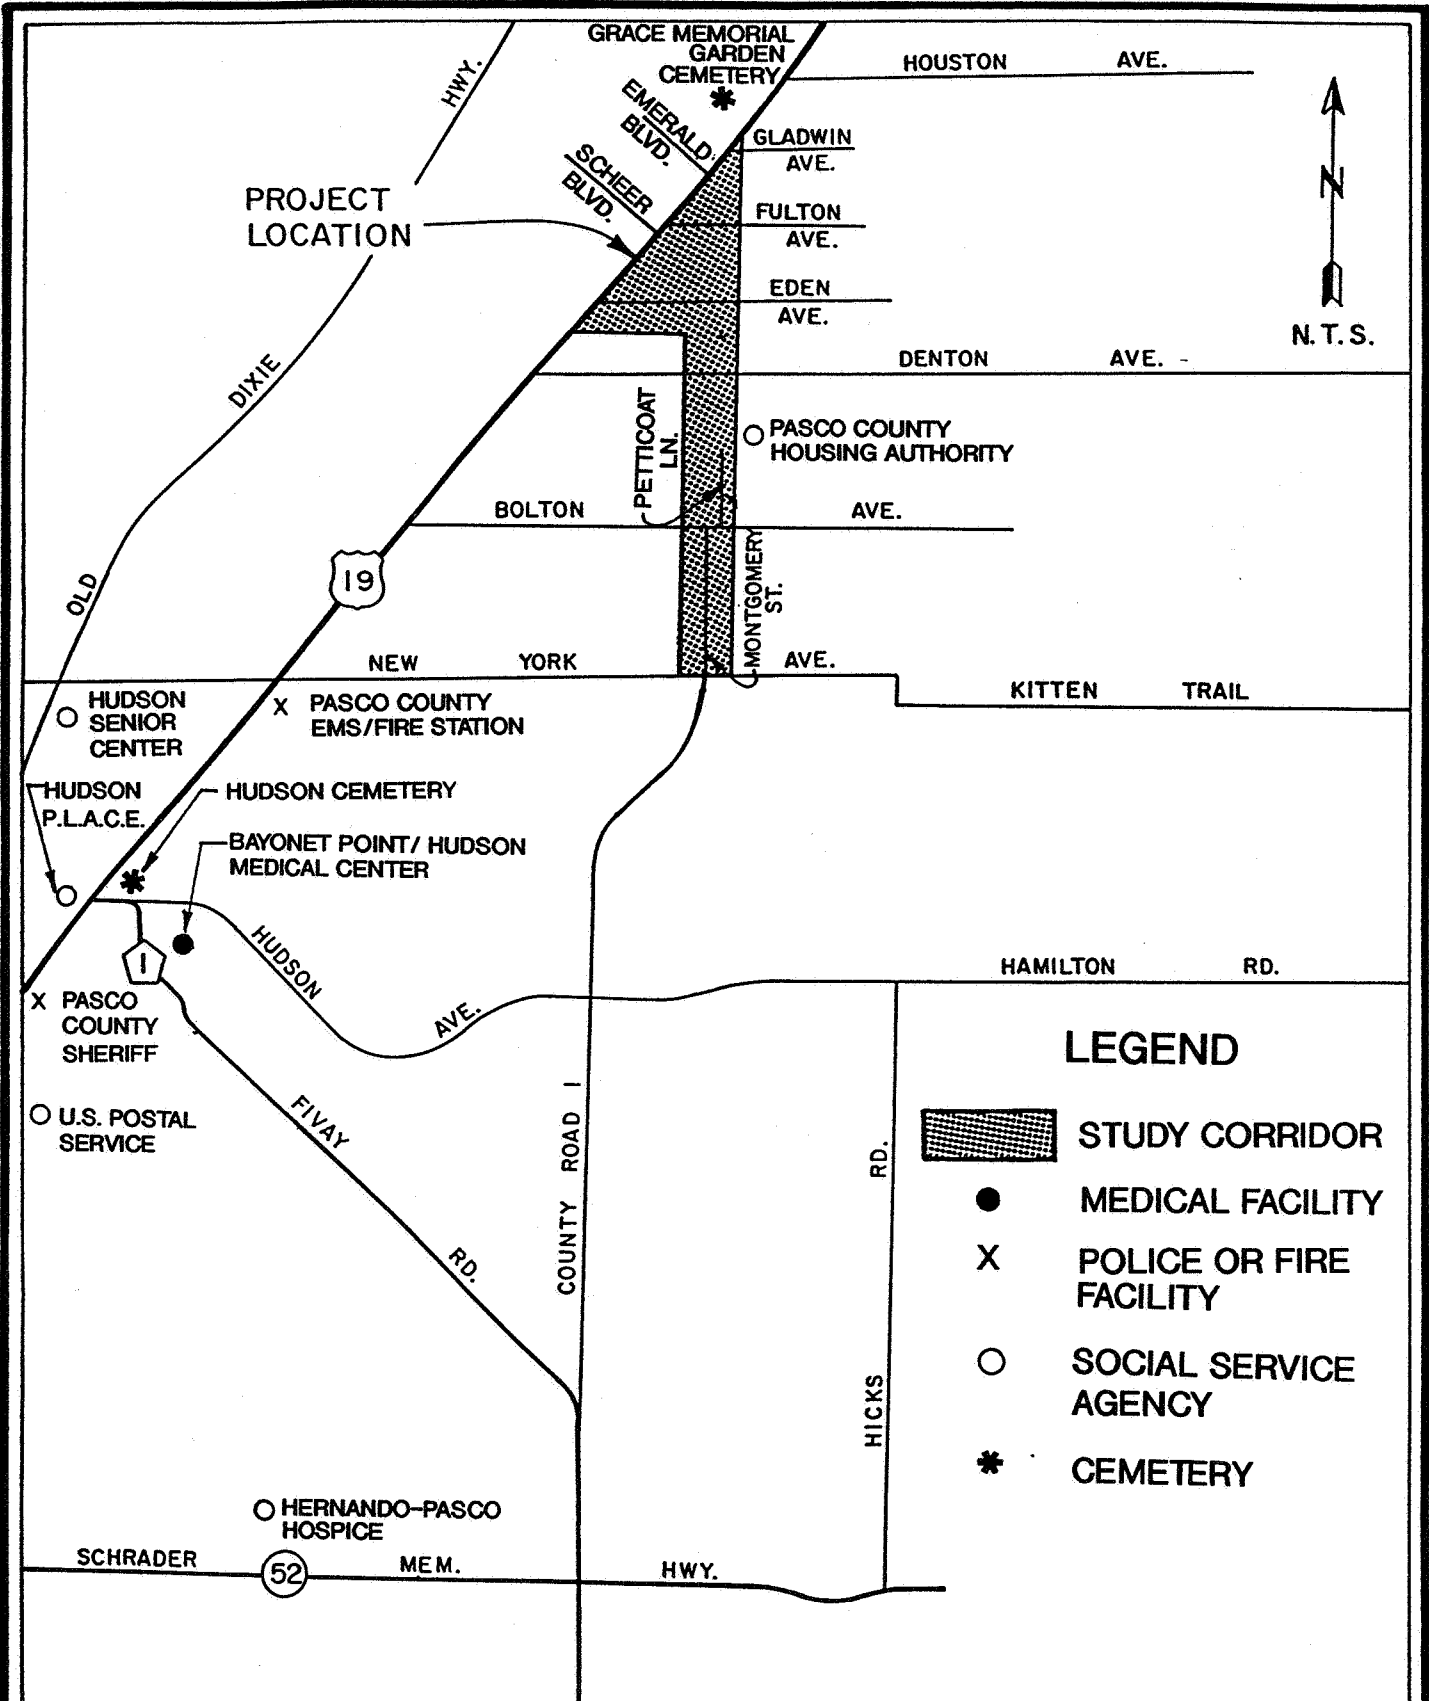 GRACE MEMORIAL
GARDEN
CEMETERY
HOUSTON AVE.
HWY.
EMERALD
BLVD.
GLADWIN
AVE.
SCHEER
BLVD.
PROJECT
LOCATION
FULTON
AVE.
N
EDEN
AVE.
N.T.S.
DENTON AVE.
DIXIE
PETTICOAT
LN.
PASCO COUNTY
HOUSING AUTHORITY
BOLTON AVE.
19
OLD
MONTGOMERY
ST.
NEW YORK AVE.
KITTEN TRAIL
HUDSON
SENIOR
CENTER
X PASCO COUNTY
EMS/FIRE STATION
HUDSON
P.L.A.C.E.
HUDSON CEMETERY
BAYONET POINT/ HUDSON
MEDICAL CENTER
HUDSON AVE.
1
HAMILTON RD.
X PASCO
COUNTY
SHERIFF
U.S. POSTAL
SERVICE
FIVAY RD.
COUNTY ROAD 1
HICKS RD.
LEGEND
STUDY CORRIDOR
MEDICAL FACILITY
X POLICE OR FIRE
FACILITY
SOCIAL SERVICE
AGENCY
CEMETERY
HERNANDO-PASCO
HOSPICE
SCHRADER 52 MEM. HWY.